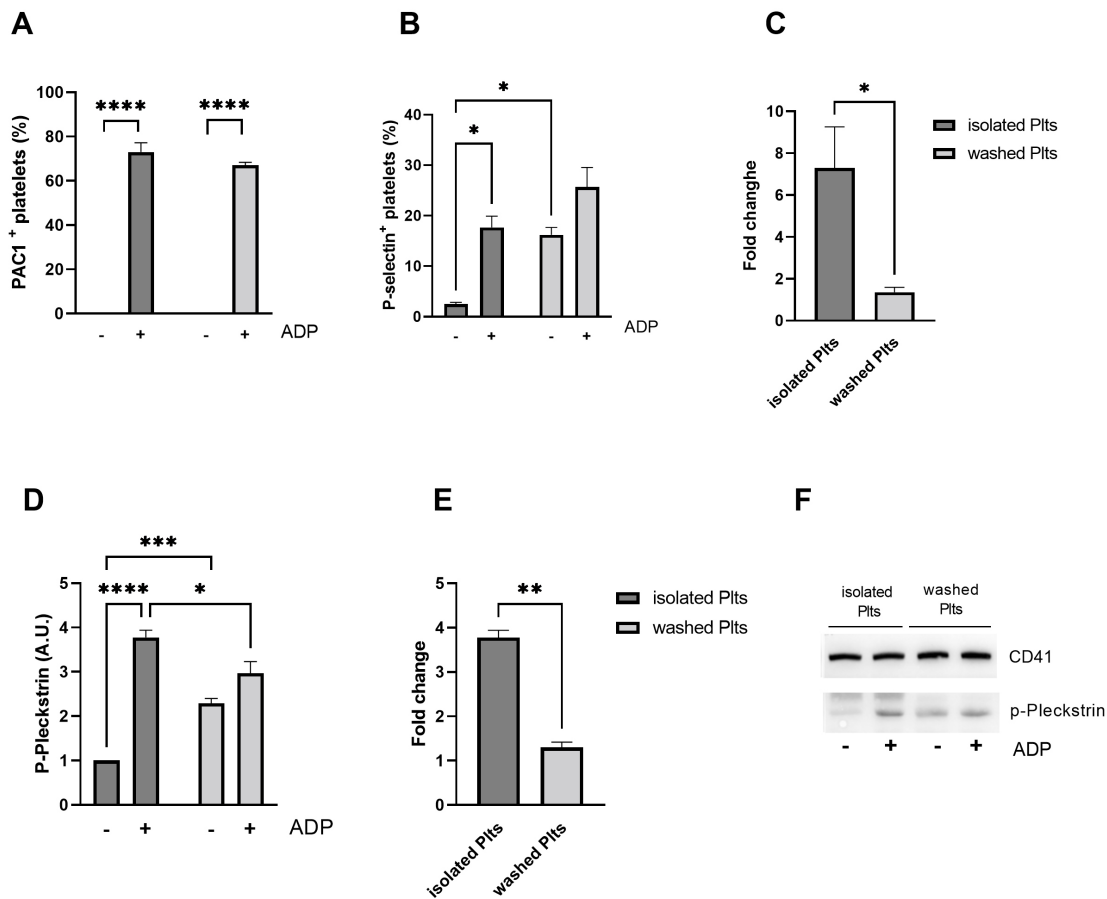 A
PAC1 + platelets (%)
100
80
60
40
20
0
****
****
- + - + ADP
B
P-selectin+ platelets (%)
40
30
20
10
0
*
*
- + - + ADP
C
Fold changhe
10
8
6
4
2
0
*
isolated Plts
washed Plts
isolated Plts
washed Plts
D
P-Pleckstrin (A.U.)
5
4
3
2
1
0
***
****
*
- + - + ADP
E
Fold change
5
4
3
2
1
0
**
isolated Plts
washed Plts
isolated Plts
washed Plts
F
isolated
Plts
washed
Plts
CD41
p-Pleckstrin
- + - + ADP